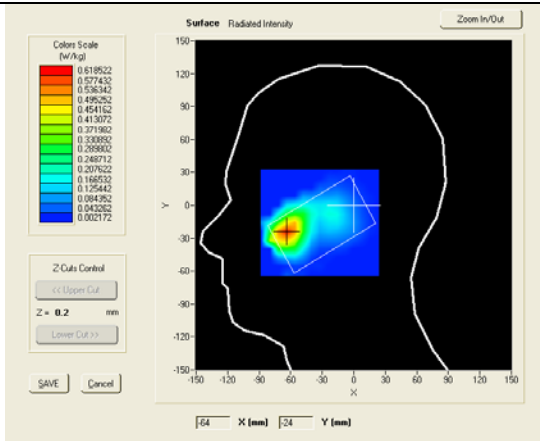 Surface Radiated Intensity
Zoom In/Out
Colors Scale
(W/kg)
0.618522
0.577432
0.536342
0.495252
0.454162
0.413072
0.371982
0.330892
0.289802
0.248712
0.207622
0.166532
0.125442
0.084352
0.043262
0.002172
Z-Cuts Control
<< Upper Cut
Z = 0.2 mm
Lower Cut >>
SAVE Cancel
150-
120-
90-
60-
30-
0-
-30-
-60-
-90-
-120-
-150-
Y
-150 -120 -90 -60 -30 0 30 60 90 120 150
X
-64 X (mm) -24 Y (mm)